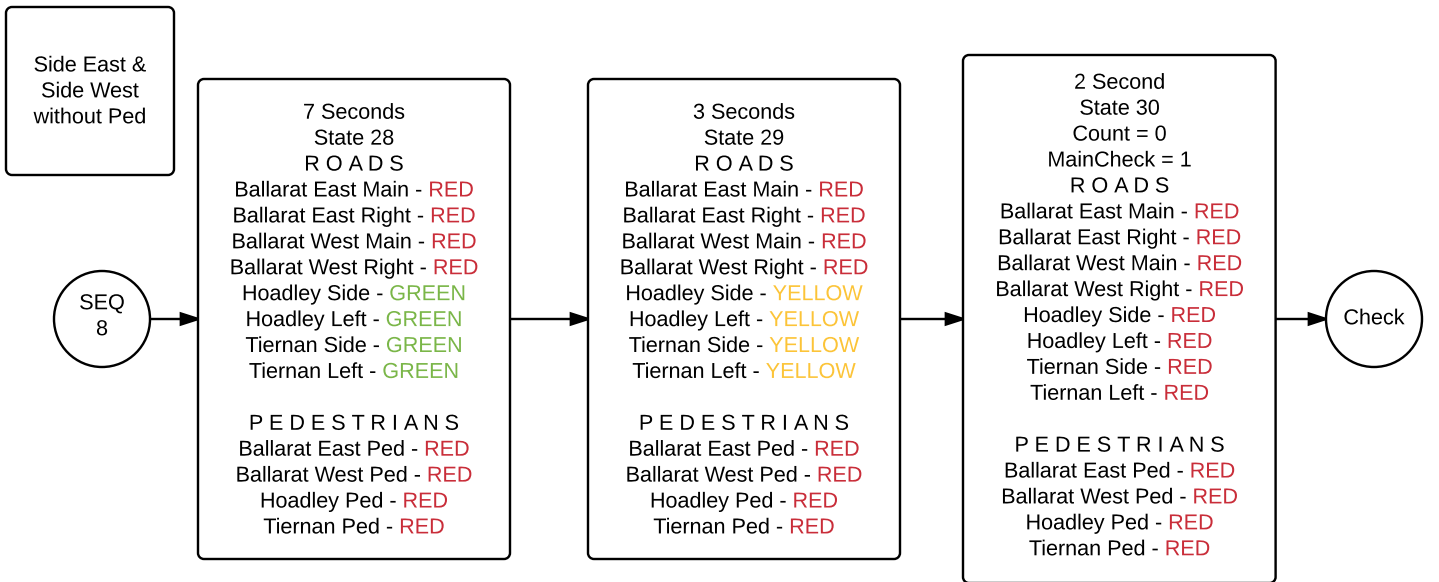 Side East &
Side West
without Ped
SEQ
8
7 Seconds
State 28
R O A D S
Ballarat East Main - RED
Ballarat East Right - RED
Ballarat West Main - RED
Ballarat West Right - RED
Hoadley Side - GREEN
Hoadley Left - GREEN
Tiernan Side - GREEN
Tiernan Left - GREEN
P E D E S T R I A N S
Ballarat East Ped - RED
Ballarat West Ped - RED
Hoadley Ped - RED
Tiernan Ped - RED
3 Seconds
State 29
R O A D S
Ballarat East Main - RED
Ballarat East Right - RED
Ballarat West Main - RED
Ballarat West Right - RED
Hoadley Side - YELLOW
Hoadley Left - YELLOW
Tiernan Side - YELLOW
Tiernan Left - YELLOW
P E D E S T R I A N S
Ballarat East Ped - RED
Ballarat West Ped - RED
Hoadley Ped - RED
Tiernan Ped - RED
2 Second
State 30
Count = 0
MainCheck = 1
R O A D S
Ballarat East Main - RED
Ballarat East Right - RED
Ballarat West Main - RED
Ballarat West Right - RED
Hoadley Side - RED
Hoadley Left - RED
Tiernan Side - RED
Tiernan Left - RED
P E D E S T R I A N S
Ballarat East Ped - RED
Ballarat West Ped - RED
Hoadley Ped - RED
Tiernan Ped - RED
Check